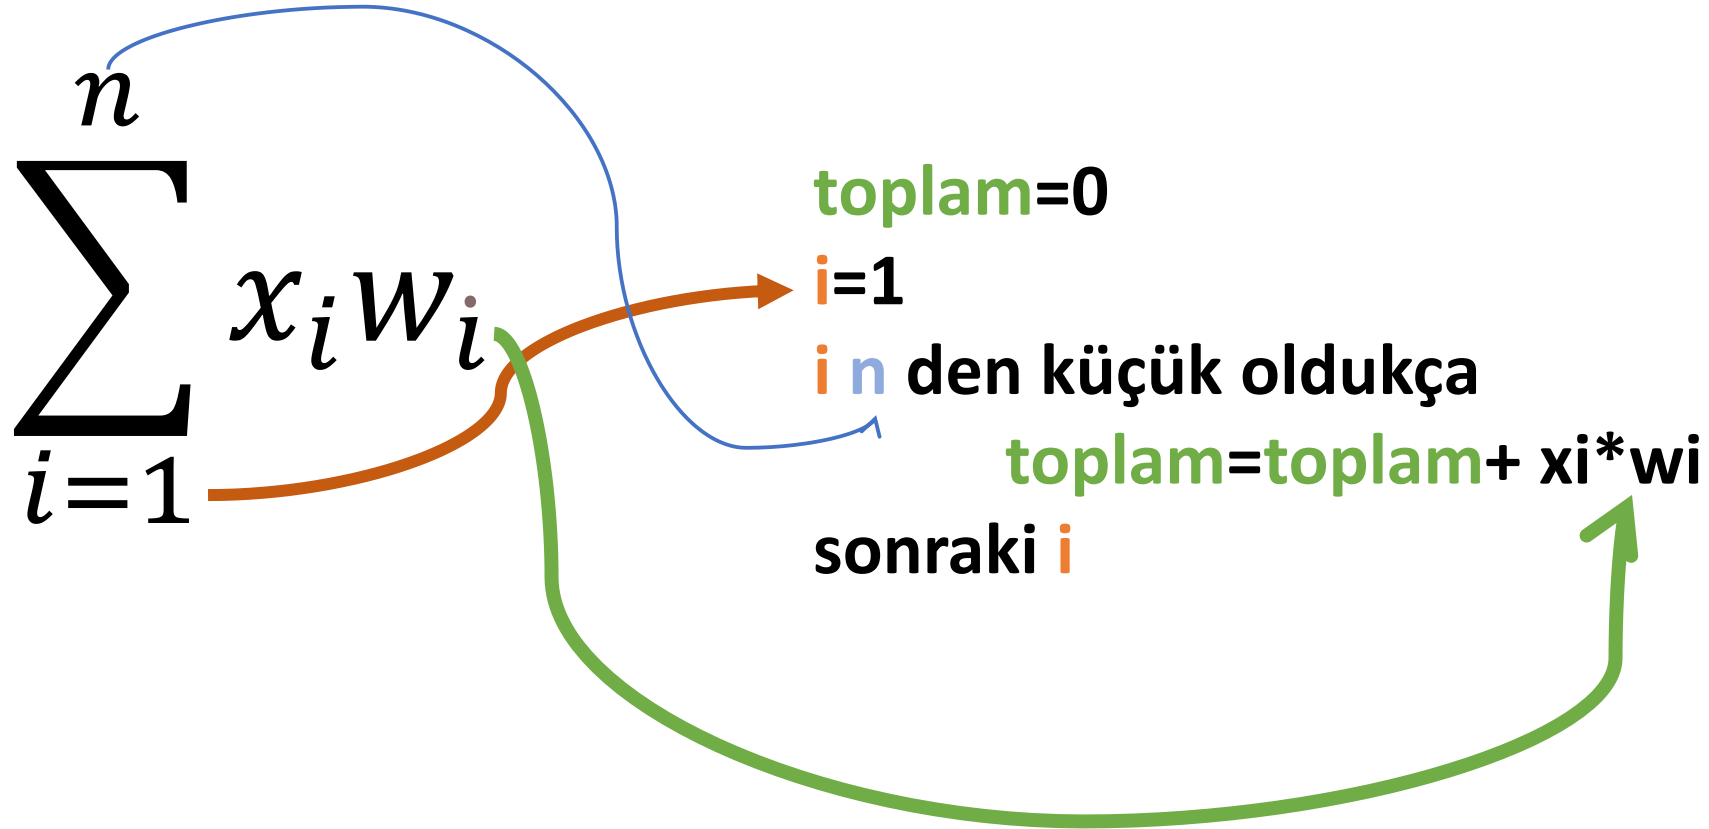 n
∑ xᵢwᵢ
i=1
toplam=0
i=1
i n den küçük oldukça
toplam=toplam+ xi*wi
sonraki i